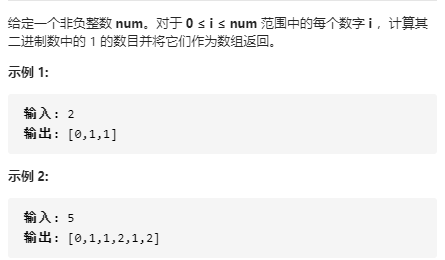 给定一个非负整数 num。对于 0 ≤ i ≤ num 范围中的每个数字 i ，计算其
二进制数中的 1 的数目并将它们作为数组返回。
示例 1:
输入: 2
输出: [0,1,1]
示例 2:
输入: 5
输出: [0,1,1,2,1,2]